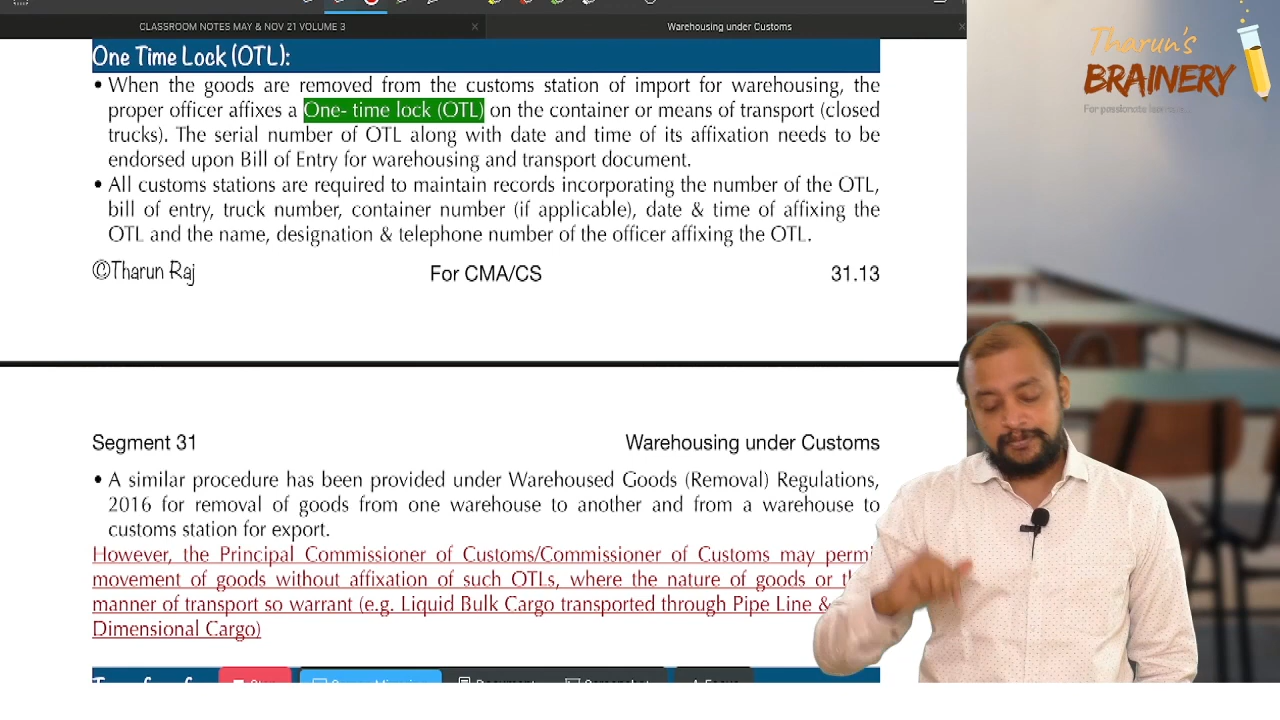 CLASSROOM NOTES MAY & NOV 21 VOLUME 3
Warehousing under Customs
Tharun's
BRAINERY
For passionate
One Time Lock (OTL):
• When the goods are removed from the customs station of import for warehousing, the
proper officer affixes a One- time lock (OTL) on the container or means of transport (closed
trucks). The serial number of OTL along with date and time of its affixation needs to be
endorsed upon Bill of Entry for warehousing and transport document.
• All customs stations are required to maintain records incorporating the number of the OTL,
bill of entry, truck number, container number (if applicable), date & time of affixing the
OTL and the name, designation & telephone number of the officer affixing the OTL.
©Tharun Raj For CMA/CS 31.13
Segment 31 Warehousing under Customs
• A similar procedure has been provided under Warehoused Goods (Removal) Regulations,
2016 for removal of goods from one warehouse to another and from a warehouse to
customs station for export.
However, the Principal Commissioner of Customs/Commissioner of Customs may permi
movement of goods without affixation of such OTLs, where the nature of goods or
manner of transport so warrant (e.g. Liquid Bulk Cargo transported through Pipe Line &
Dimensional Cargo)